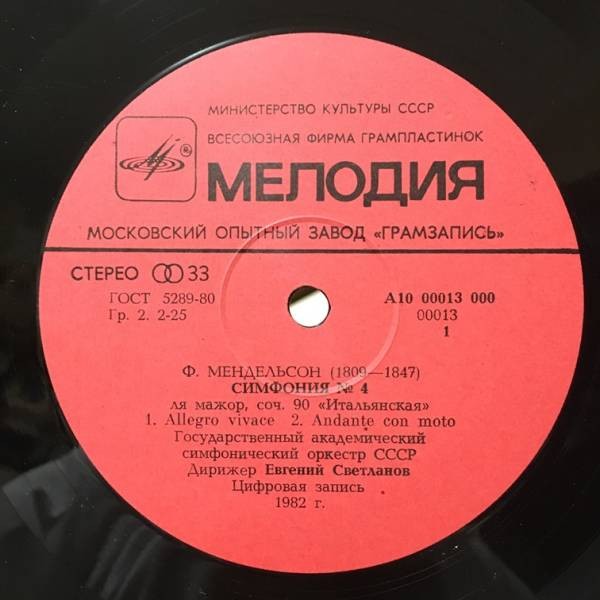 МИНИСТЕРСТВО КУЛЬТУРЫ СССР
ВСЕСОЮЗНАЯ ФИРМА ГРАМПЛАСТИНОК
®
МЕЛОДИЯ
МОСКОВСКИЙ ОПЫТНЫЙ ЗАВОД «ГРАМЗАПИСЬ»
СТЕРЕО 33
ГОСТ 5289-80
Гр. 2. 2-25
А10 00013 000
00013
1
Ф. МЕНДЕЛЬСОН (1809—1847)
СИМФОНИЯ № 4
ля мажор, соч. 90 «Итальянская»
1. Allegro vivace 2. Andante con moto
Государственный академический
симфонический оркестр СССР
Дирижер Евгений Светланов
Цифровая запись
1982 г.